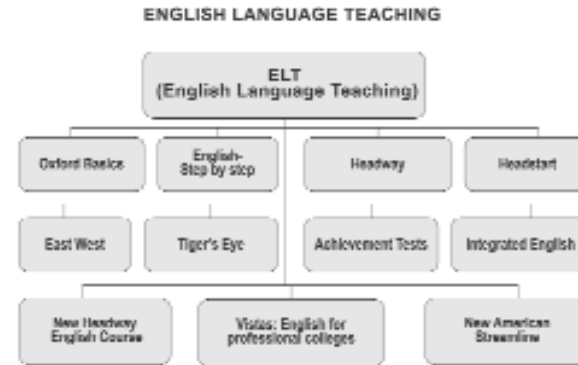 ENGLISH LANGUAGE TEACHING
ELT
(English Language Teaching)
Oxford Basics
English-
Step by step
Headway
Headstart
East West
Tiger's Eye
Achievement Tests
Integrated English
New Headway
English Course
Vistas: English for
professional colleges
New American
Streamline